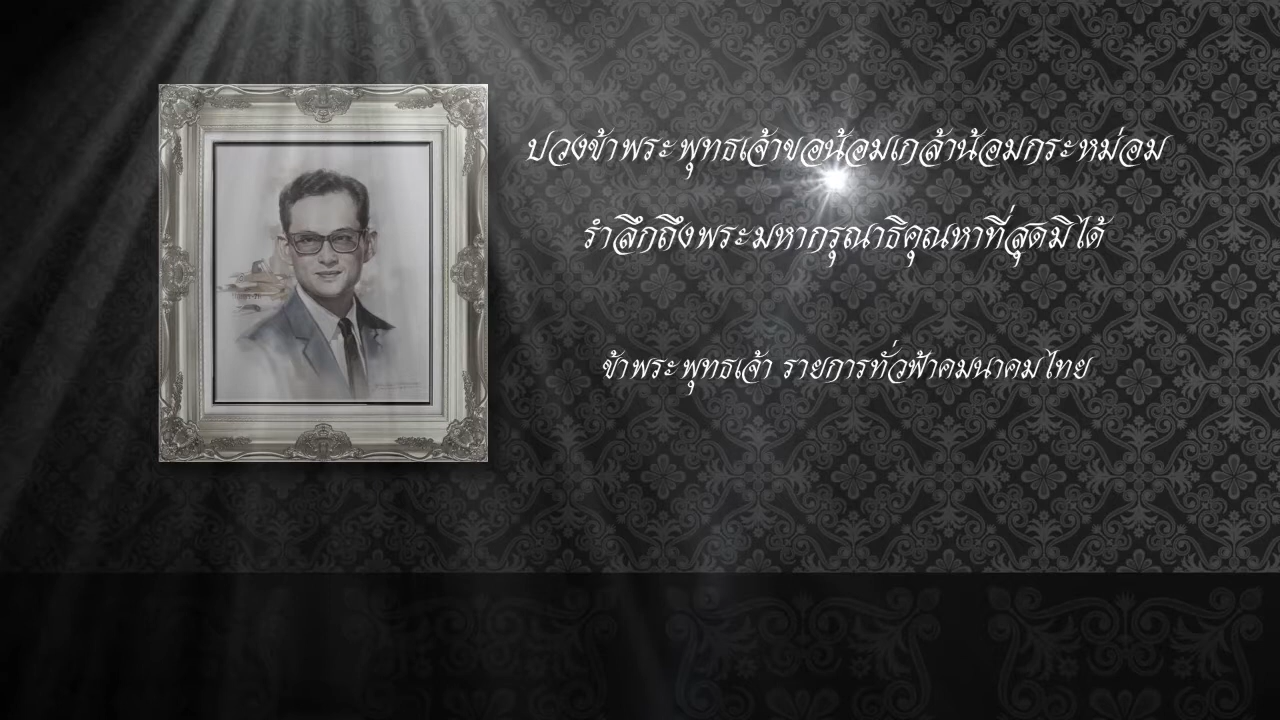 ปวงข้าพระพุทธเจ้าขอน้อมเกล้าน้อมกระหม่อม
รำลึกถึงพระมหากรุณาธิคุณหาที่สุดมิได้
ข้าพระพุทธเจ้า รายการทั่วฟ้าคมนาคมไทย